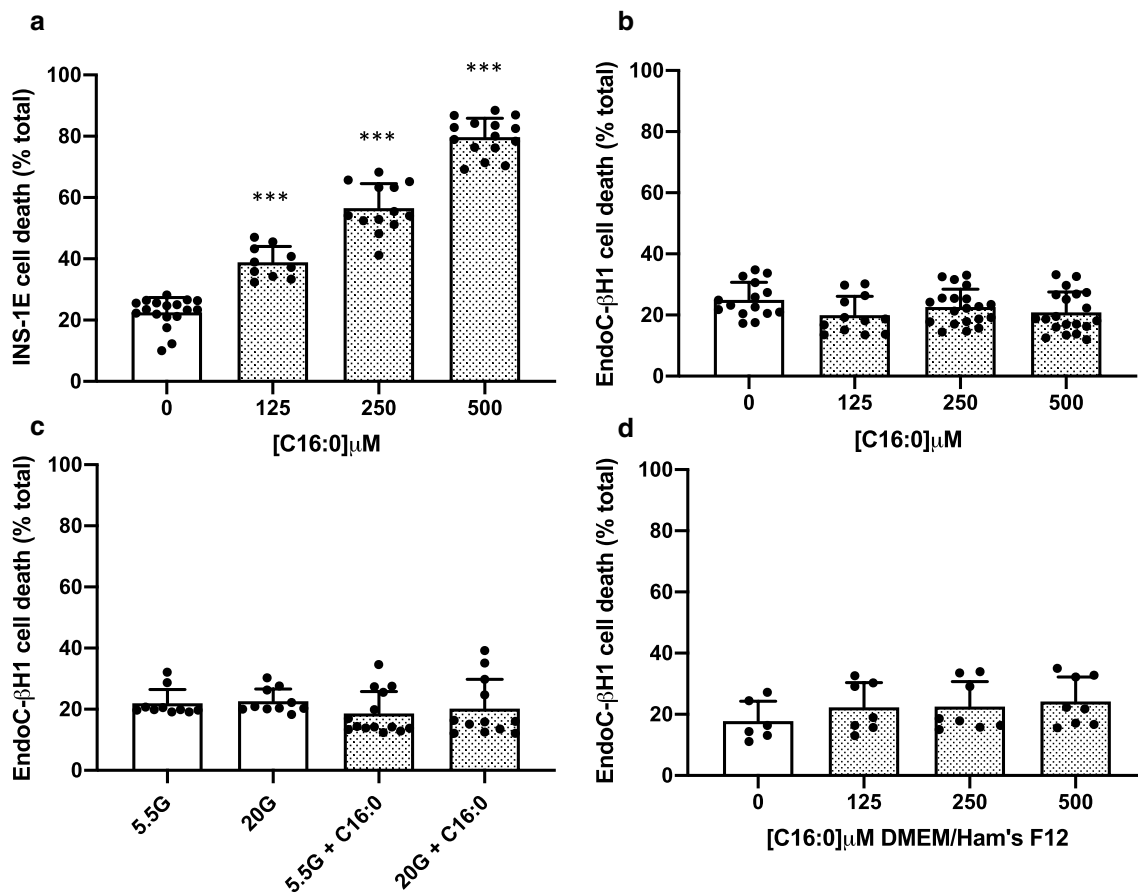 a
INS-1E cell death (% total)
100
80
60
40
20
0
***
***
***
0 125 250 500
[C16:0]μM
b
EndoC-βH1 cell death (% total)
100
80
60
40
20
0
0 125 250 500
[C16:0]μM
c
EndoC-βH1 cell death (% total)
100
80
60
40
20
0
5.5G
20G
5.5G + C16:0
20G + C16:0
d
EndoC-βH1 cell death (% total)
100
80
60
40
20
0
0 125 250 500
[C16:0]μM DMEM/Ham's F12